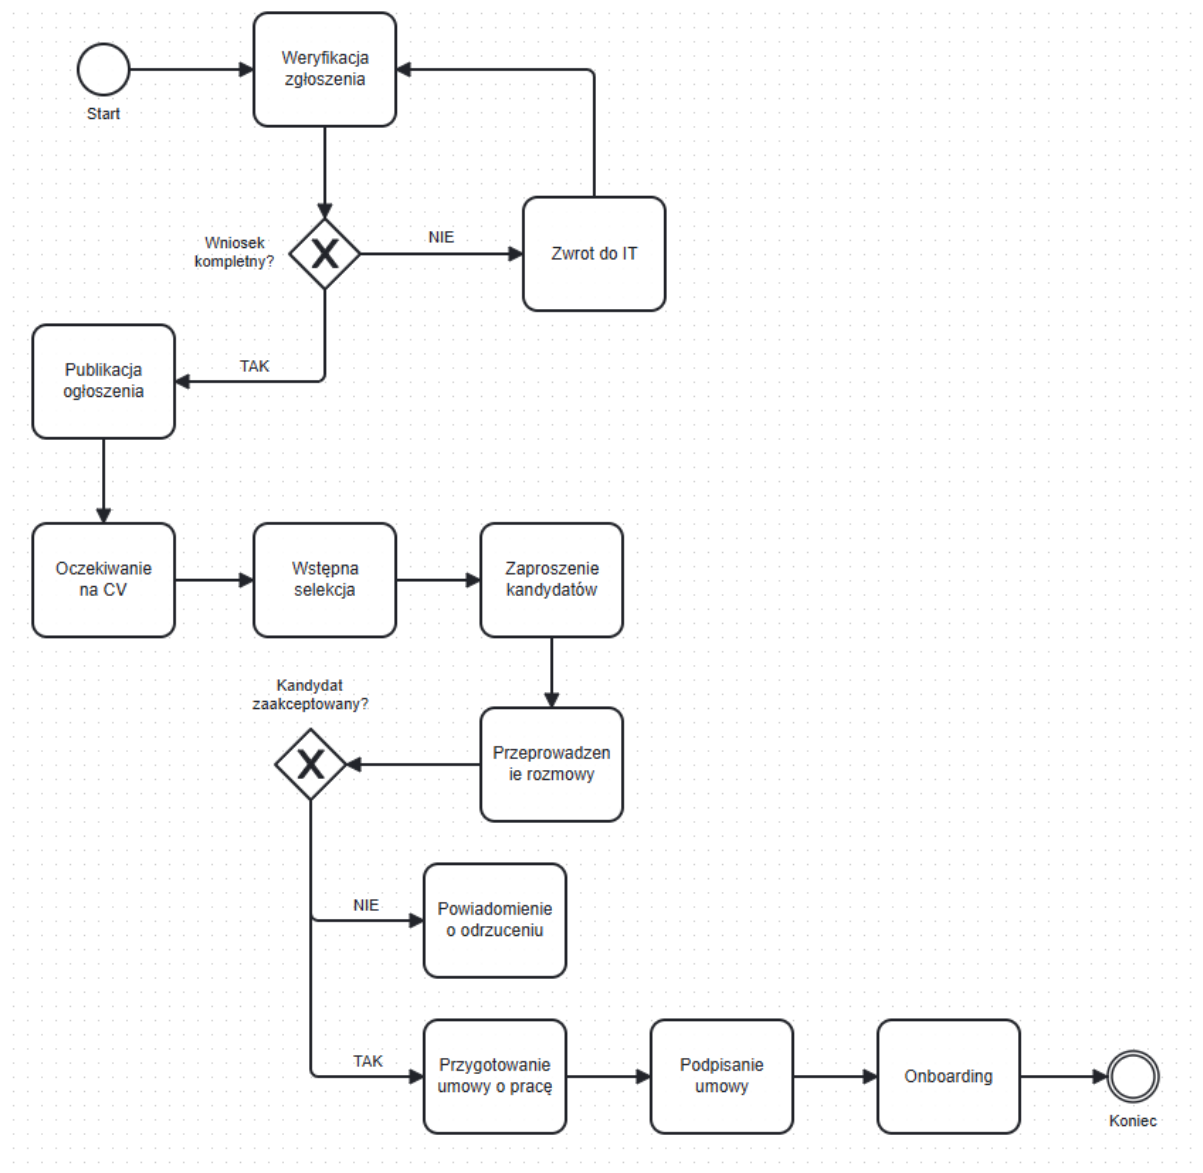 Weryfikacja
zgłoszenia
Start
Wniosek
kompletny?
NIE
Zwrot do IT
TAK
Publikacja
ogłoszenia
Oczekiwanie
na CV
Wstępna
selekcja
Zaproszenie
kandydatów
Kandydat
zaakceptowany?
Przeprowadzen
ie rozmowy
NIE
Powiadomienie
o odrzuceniu
TAK
Przygotowanie
umowy o pracę
Podpisanie
umowy
Onboarding
Koniec